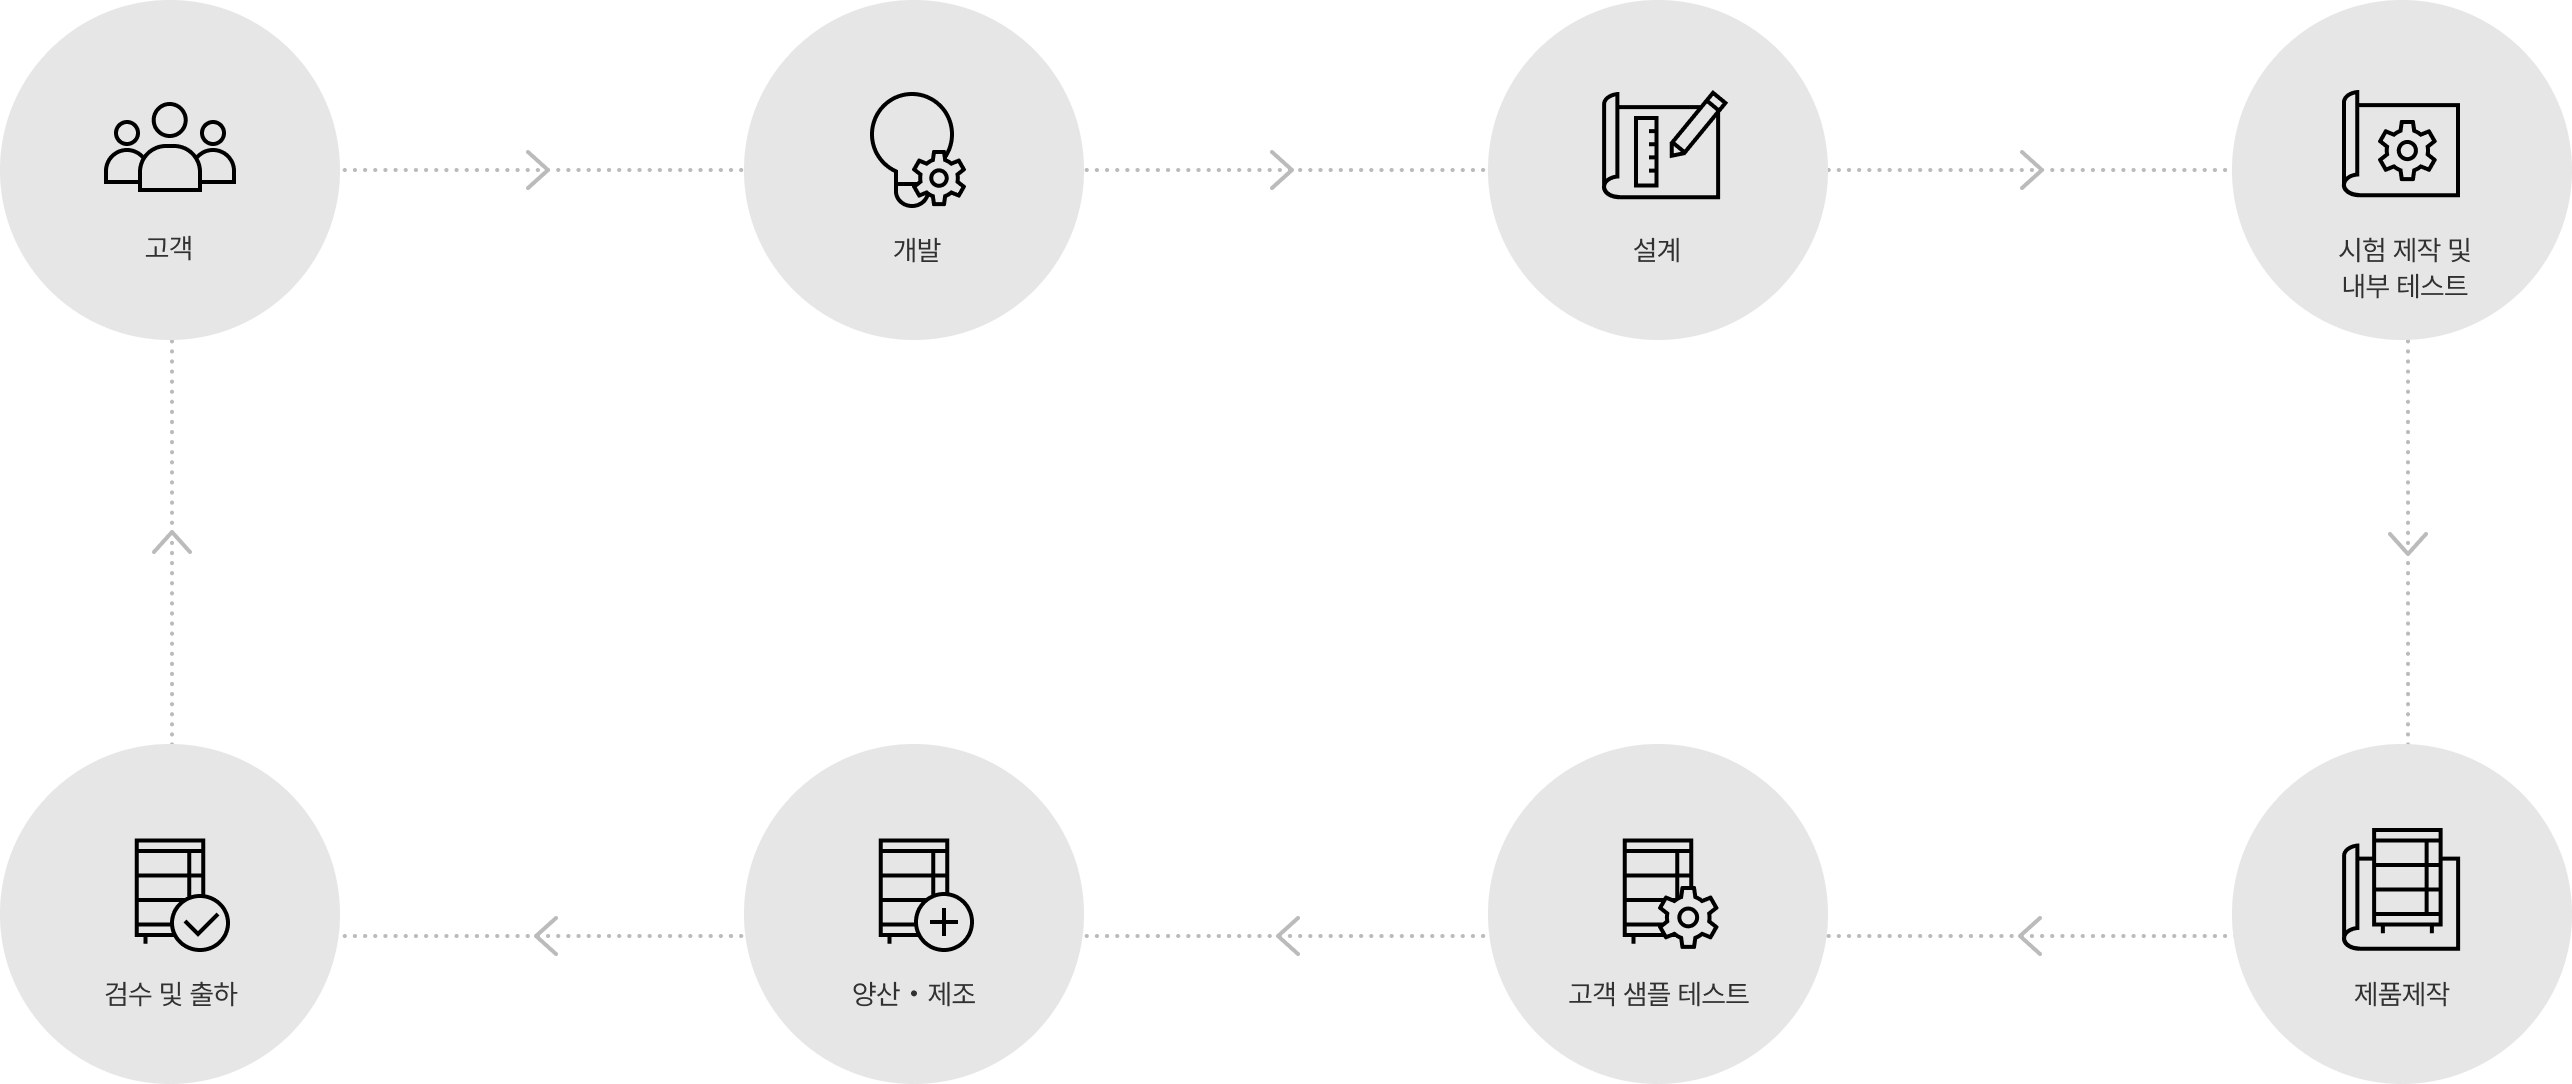 고객
개발
설계
시험 제작 및
내부 테스트
검수 및 출하
양산・제조
고객 샘플 테스트
제품제작